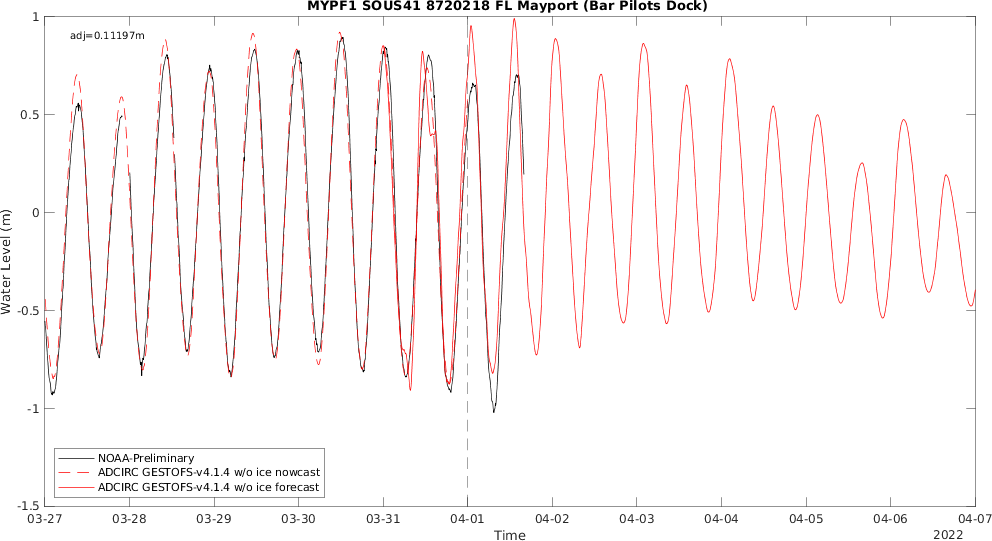 MYPF1 SOUS41 8720218 FL Mayport (Bar Pilots Dock)
adj=0.11197m
1
0.5
0
-0.5
-1
-1.5
Water Level (m)
NOAA-Preliminary
ADCIRC GESTOFS-v4.1.4 w/o ice nowcast
ADCIRC GESTOFS-v4.1.4 w/o ice forecast
03-27 03-28 03-29 03-30 03-31 04-01 04-02 04-03 04-04 04-05 04-06 04-07
Time
2022